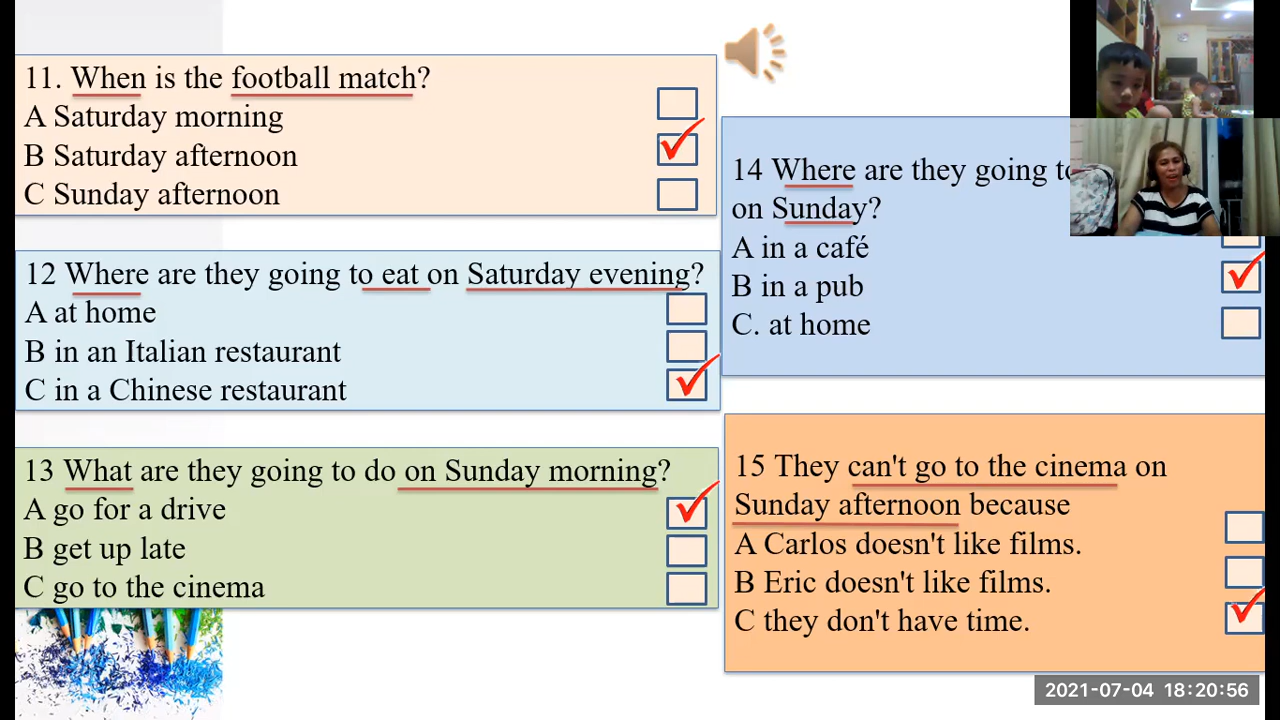 11. When is the football match?
A Saturday morning
B Saturday afternoon
C Sunday afternoon
12 Where are they going to eat on Saturday evening?
A at home
B in an Italian restaurant
C in a Chinese restaurant
13 What are they going to do on Sunday morning?
A go for a drive
B get up late
C go to the cinema
14 Where are they going to
on Sunday?
A in a café
B in a pub
C. at home
15 They can't go to the cinema on
Sunday afternoon because
A Carlos doesn't like films.
B Eric doesn't like films.
C they don't have time.
2021-07-04 18:20:56